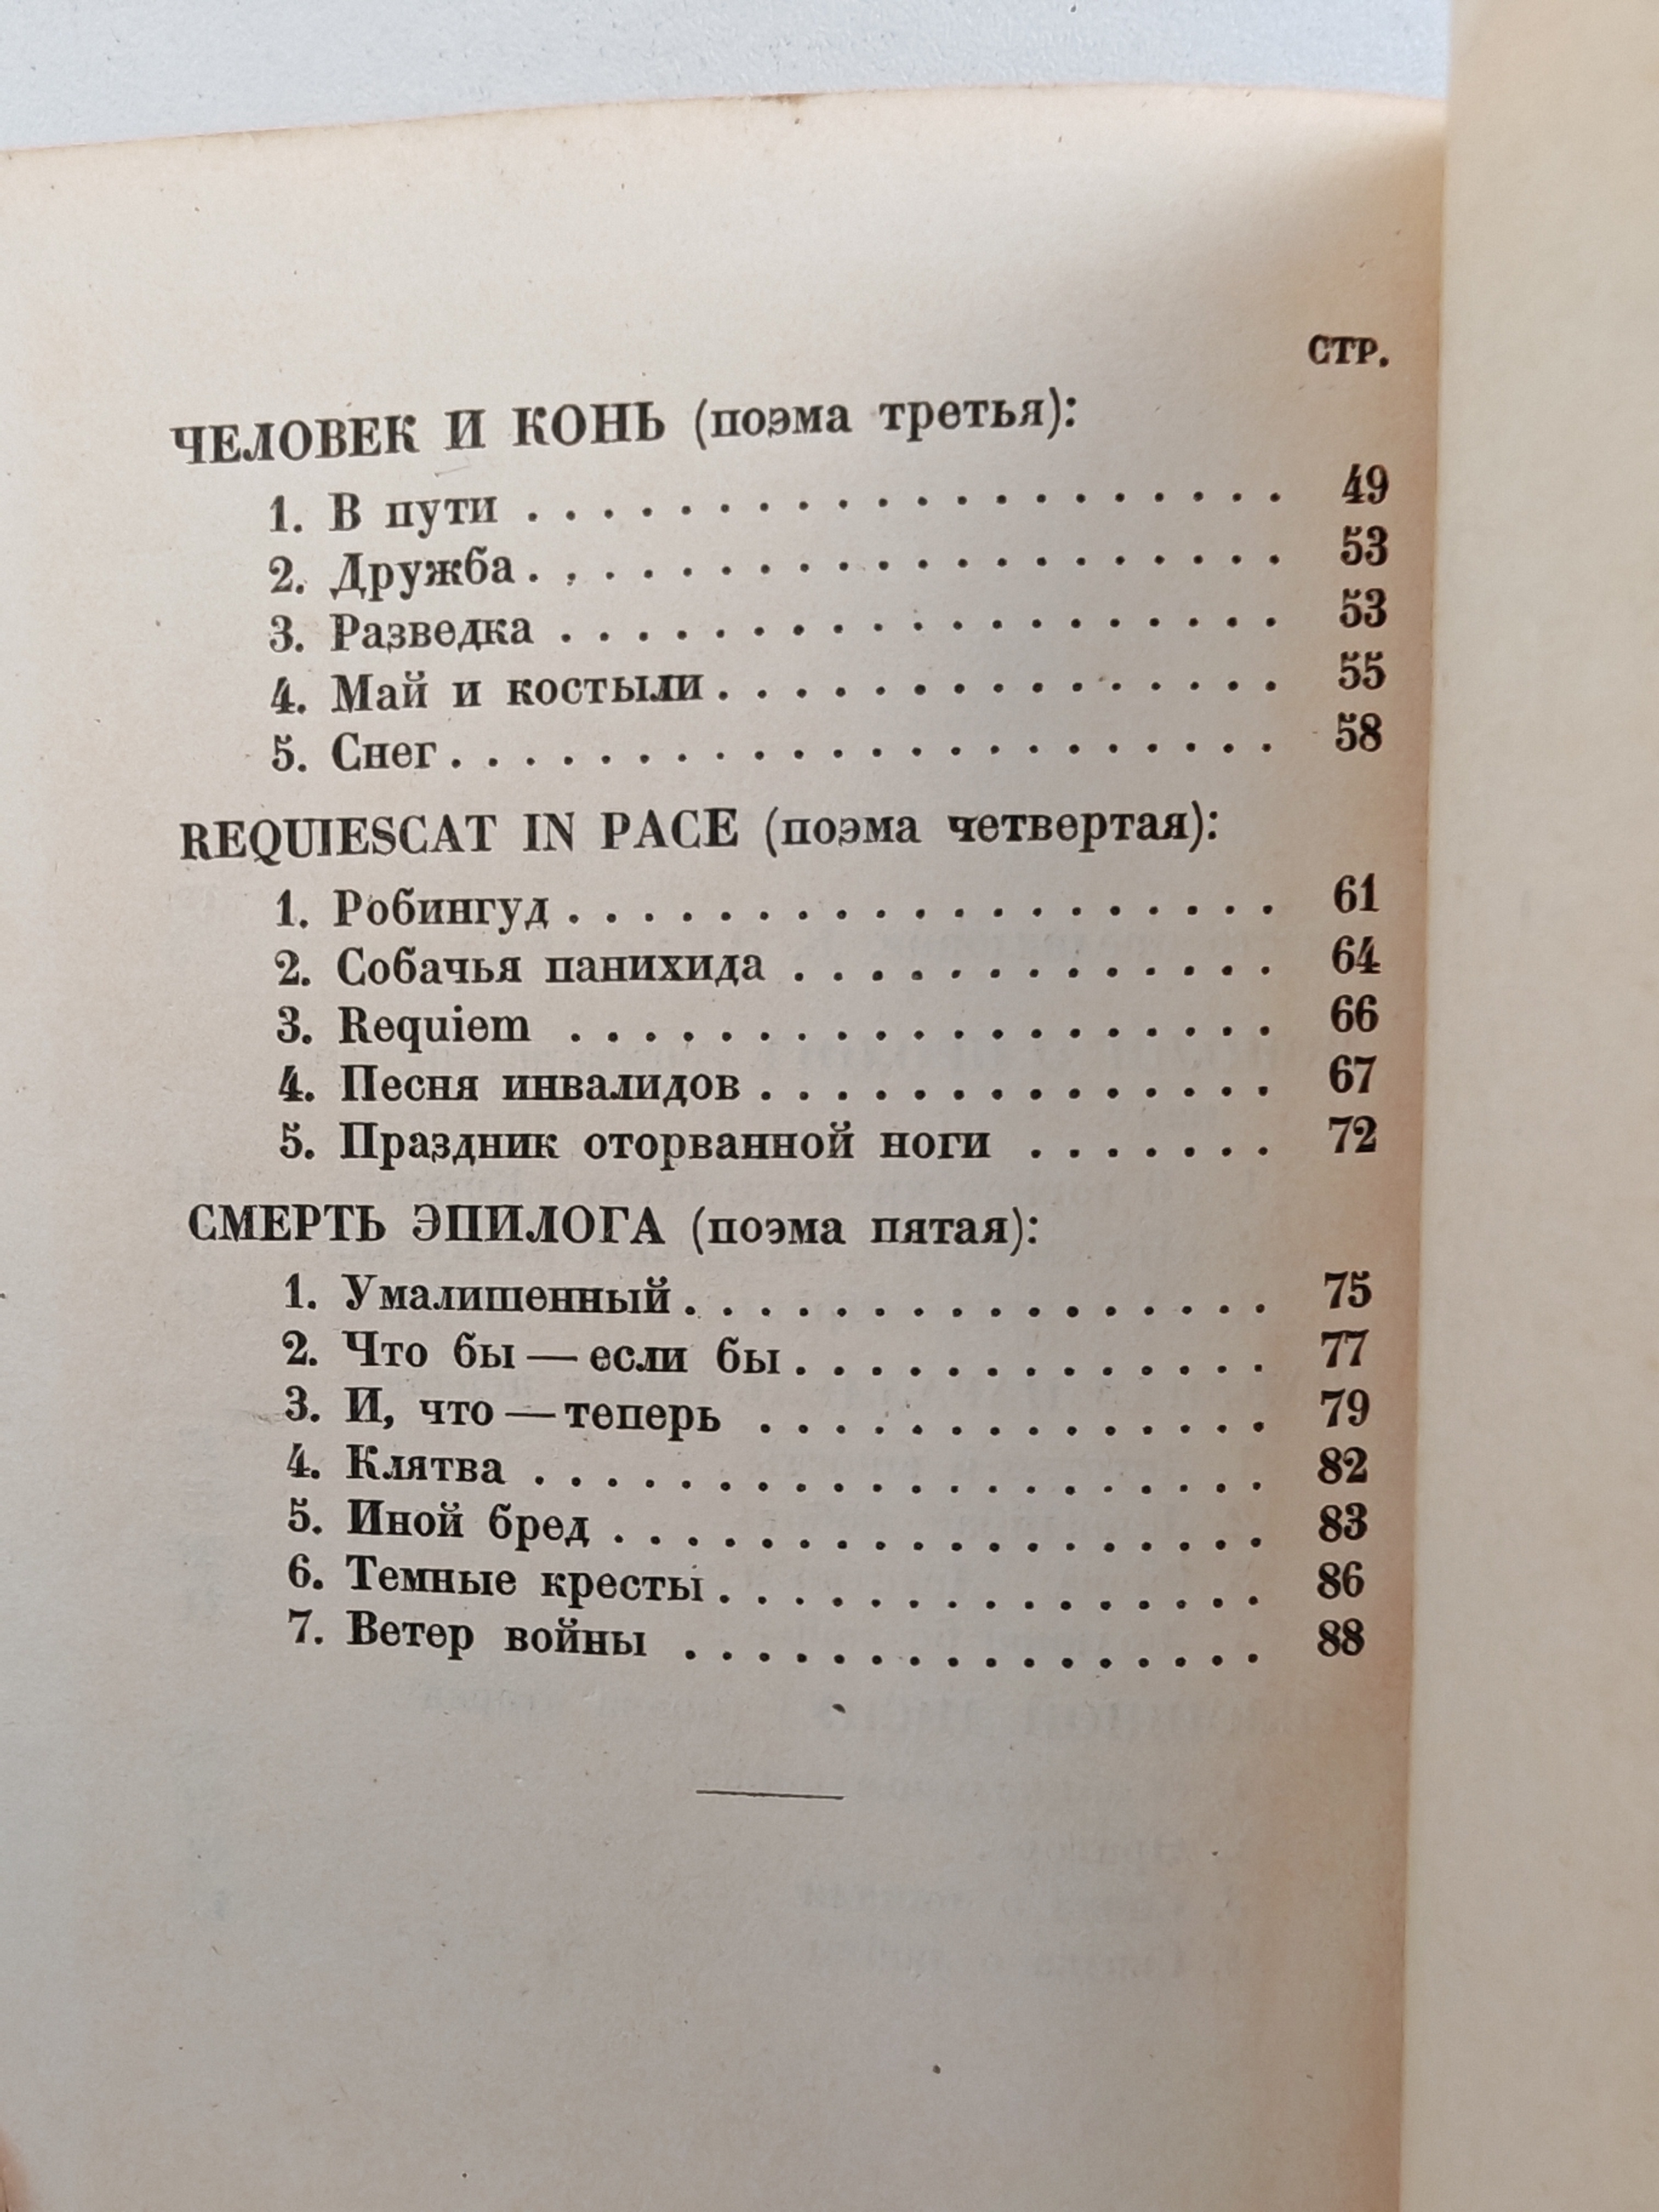 СТР.
ЧЕЛОВЕК И КОНЬ (поэма третья):
1. В пути . . . . . . . . . . . . . . . . . . . . 49
2. Дружба . . . . . . . . . . . . . . . . . . . . 53
3. Разведка . . . . . . . . . . . . . . . . . . . 53
4. Май и костыли . . . . . . . . . . . . . . . 55
5. Снег . . . . . . . . . . . . . . . . . . . . . . 58
REQUIESCAT IN PACE (поэма четвертая):
1. Робингуд . . . . . . . . . . . . . . . . . . . 61
2. Собачья панихида . . . . . . . . . . . . . 64
3. Requiem . . . . . . . . . . . . . . . . . . . 66
4. Песня инвалидов . . . . . . . . . . . . . . 67
5. Праздник оторванной ноги . . . . . . . 72
СМЕРТЬ ЭПИЛОГА (поэма пятая):
1. Умалишенный . . . . . . . . . . . . . . . . 75
2. Что бы — если бы . . . . . . . . . . . . . 77
3. И, что — теперь . . . . . . . . . . . . . . 79
4. Клятва . . . . . . . . . . . . . . . . . . . . 82
5. Иной бред . . . . . . . . . . . . . . . . . . 83
6. Темные кресты . . . . . . . . . . . . . . . 86
7. Ветер войны . . . . . . . . . . . . . . . . 88